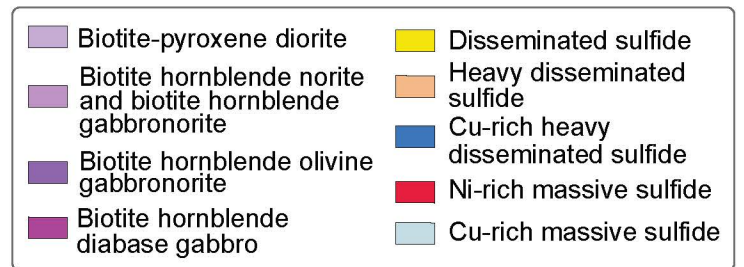 Biotite-pyroxene diorite
Biotite hornblende norite
and biotite hornblende
gabbronorite
Biotite hornblende olivine
gabbronorite
Biotite hornblende
diabase gabbro
Disseminated sulfide
Heavy disseminated
sulfide
Cu-rich heavy
disseminated sulfide
Ni-rich massive sulfide
Cu-rich massive sulfide